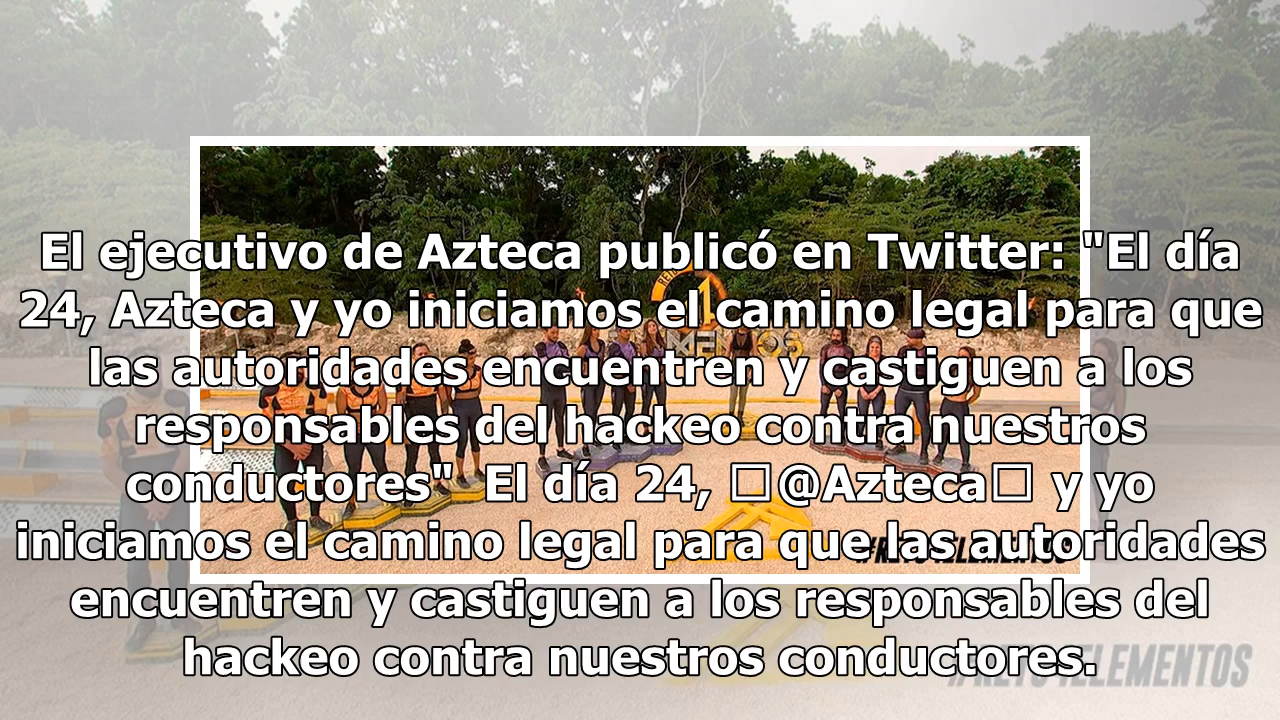 El ejecutivo de Azteca publicó en Twitter: "El día
24, Azteca y yo iniciamos el camino legal para que
las autoridades encuentren y castiguen a los
responsables del hackeo contra nuestros
conductores" El día 24, □@Azteca□ y yo
iniciamos el camino legal para que las autoridades
encuentren y castiguen a los responsables del
hackeo contra nuestros conductores.
#RETO4ELEMENTOS
#RETO4ELEMENTOS